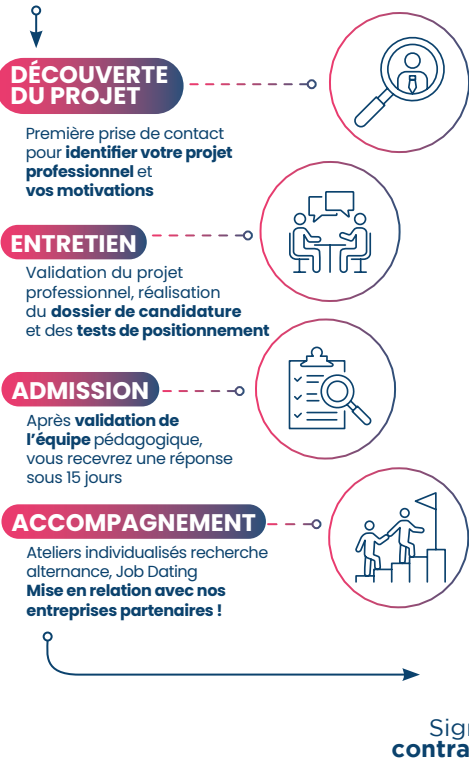 DÉCOUVERTE
DU PROJET
Première prise de contact
pour identifier votre projet
professionnel et
vos motivations
ENTRETIEN
Validation du projet
professionnel, réalisation
du dossier de candidature
et des tests de positionnement
ADMISSION
Après validation de
l'équipe pédagogique,
vous recevrez une réponse
sous 15 jours
ACCOMPAGNEMENT
Ateliers individualisés recherche
alternance, Job Dating
Mise en relation avec nos
entreprises partenaires !